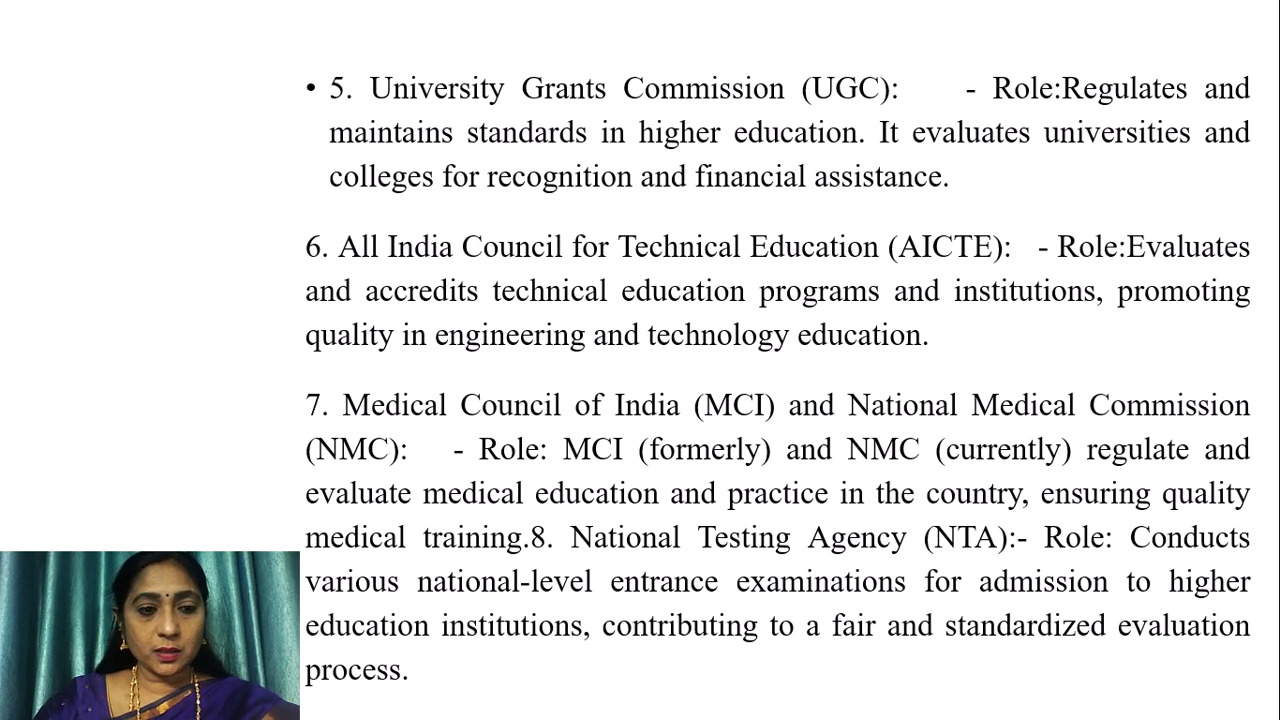 • 5. University Grants Commission (UGC): - Role:Regulates and
maintains standards in higher education. It evaluates universities and
colleges for recognition and financial assistance.
6. All India Council for Technical Education (AICTE): - Role:Evaluates
and accredits technical education programs and institutions, promoting
quality in engineering and technology education.
7. Medical Council of India (MCI) and National Medical Commission
(NMC): - Role: MCI (formerly) and NMC (currently) regulate and
evaluate medical education and practice in the country, ensuring quality
medical training.8. National Testing Agency (NTA):- Role: Conducts
various national-level entrance examinations for admission to higher
education institutions, contributing to a fair and standardized evaluation
process.